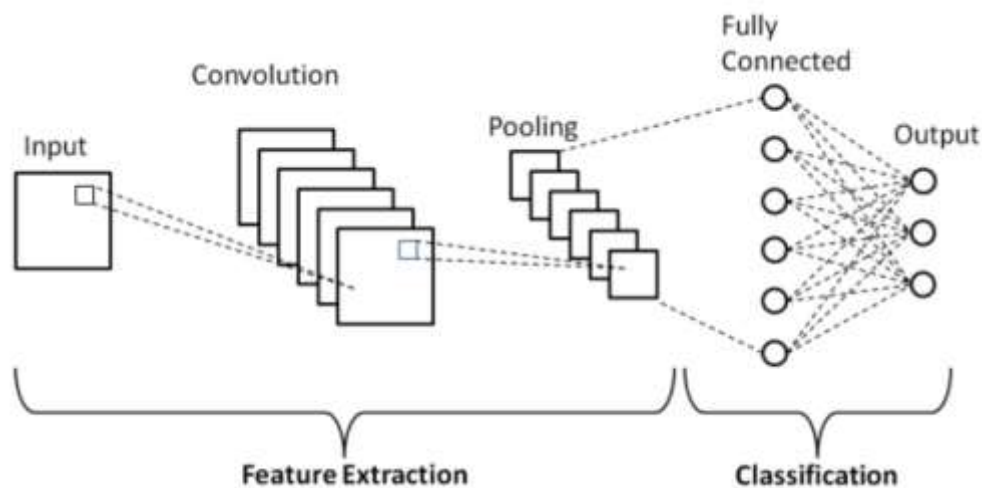 Input
Convolution
Pooling
Fully
Connected
Output
Feature Extraction
Classification